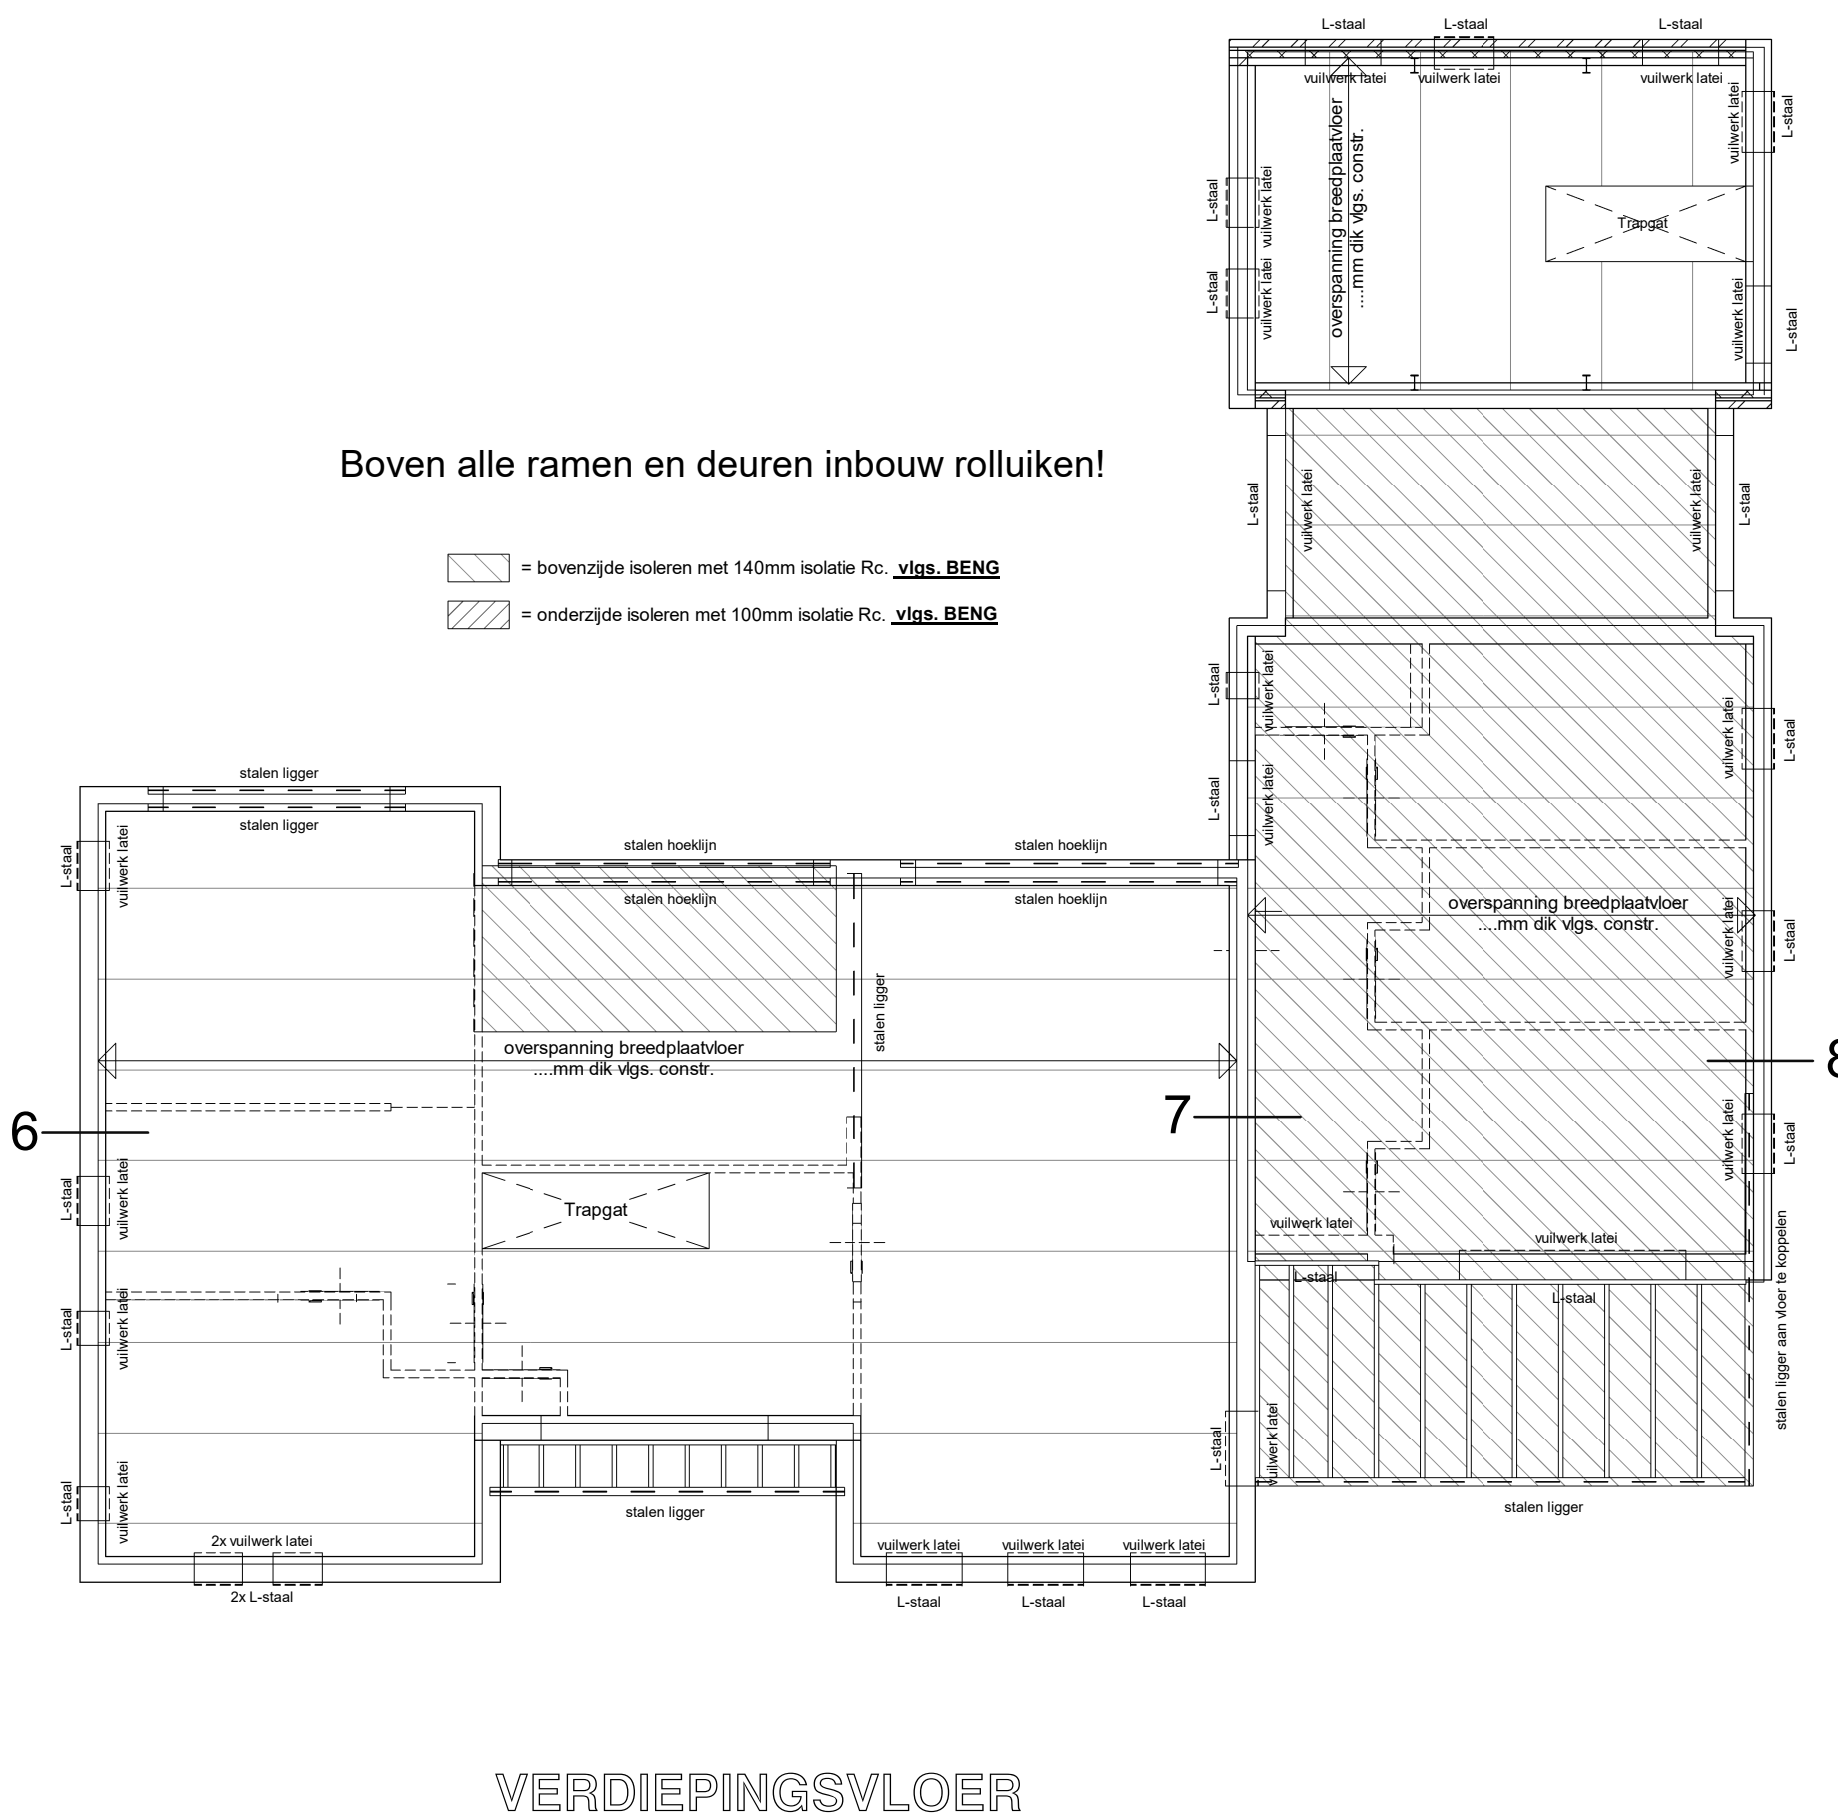 L-staal
L-staal
L-staal
vuilwerk latei
vuilwerk latei
vuilwerk latei
overspanning breedplaatvloer
....mm dik vlgs. constr.
vuilwerk latei
L-staal
L-staal
vuilwerk latei
Trapgat
L-staal
vuilwerk latei
vuilwerk latei
L-staal
Boven alle ramen en deuren inbouw rolluiken!
L-staal
vuilwerk latei
vuilwerk latei
L-staal
= bovenzijde isoleren met 140mm isolatie Rc. vlgs. BENG
= onderzijde isoleren met 100mm isolatie Rc. vlgs. BENG
L-staal
vuilwerk latei
vuilwerk latei
L-staal
L-staal
vuilwerk latei
stalen ligger
stalen ligger
L-staal
vuilwerk latei
stalen hoeklijn
stalen hoeklijn
stalen hoeklijn
stalen hoeklijn
overspanning breedplaatvloer
....mm dik vlgs. constr.
vuilwerk latei
L-staal
stalen ligger
overspanning breedplaatvloer
....mm dik vlgs. constr.
6
7
8
vuilwerk latei
L-staal
L-staal
vuilwerk latei
Trapgat
vuilwerk latei
vuilwerk latei
L-staal
L-staal
stalen ligger aan vloer te koppelen
L-staal
vuilwerk latei
L-staal
vuilwerk latei
L-staal
vuilwerk latei
stalen ligger
stalen ligger
2x vuilwerk latei
2x L-staal
vuilwerk latei
vuilwerk latei
vuilwerk latei
L-staal
L-staal
L-staal
VERDIEPINGSVLOER